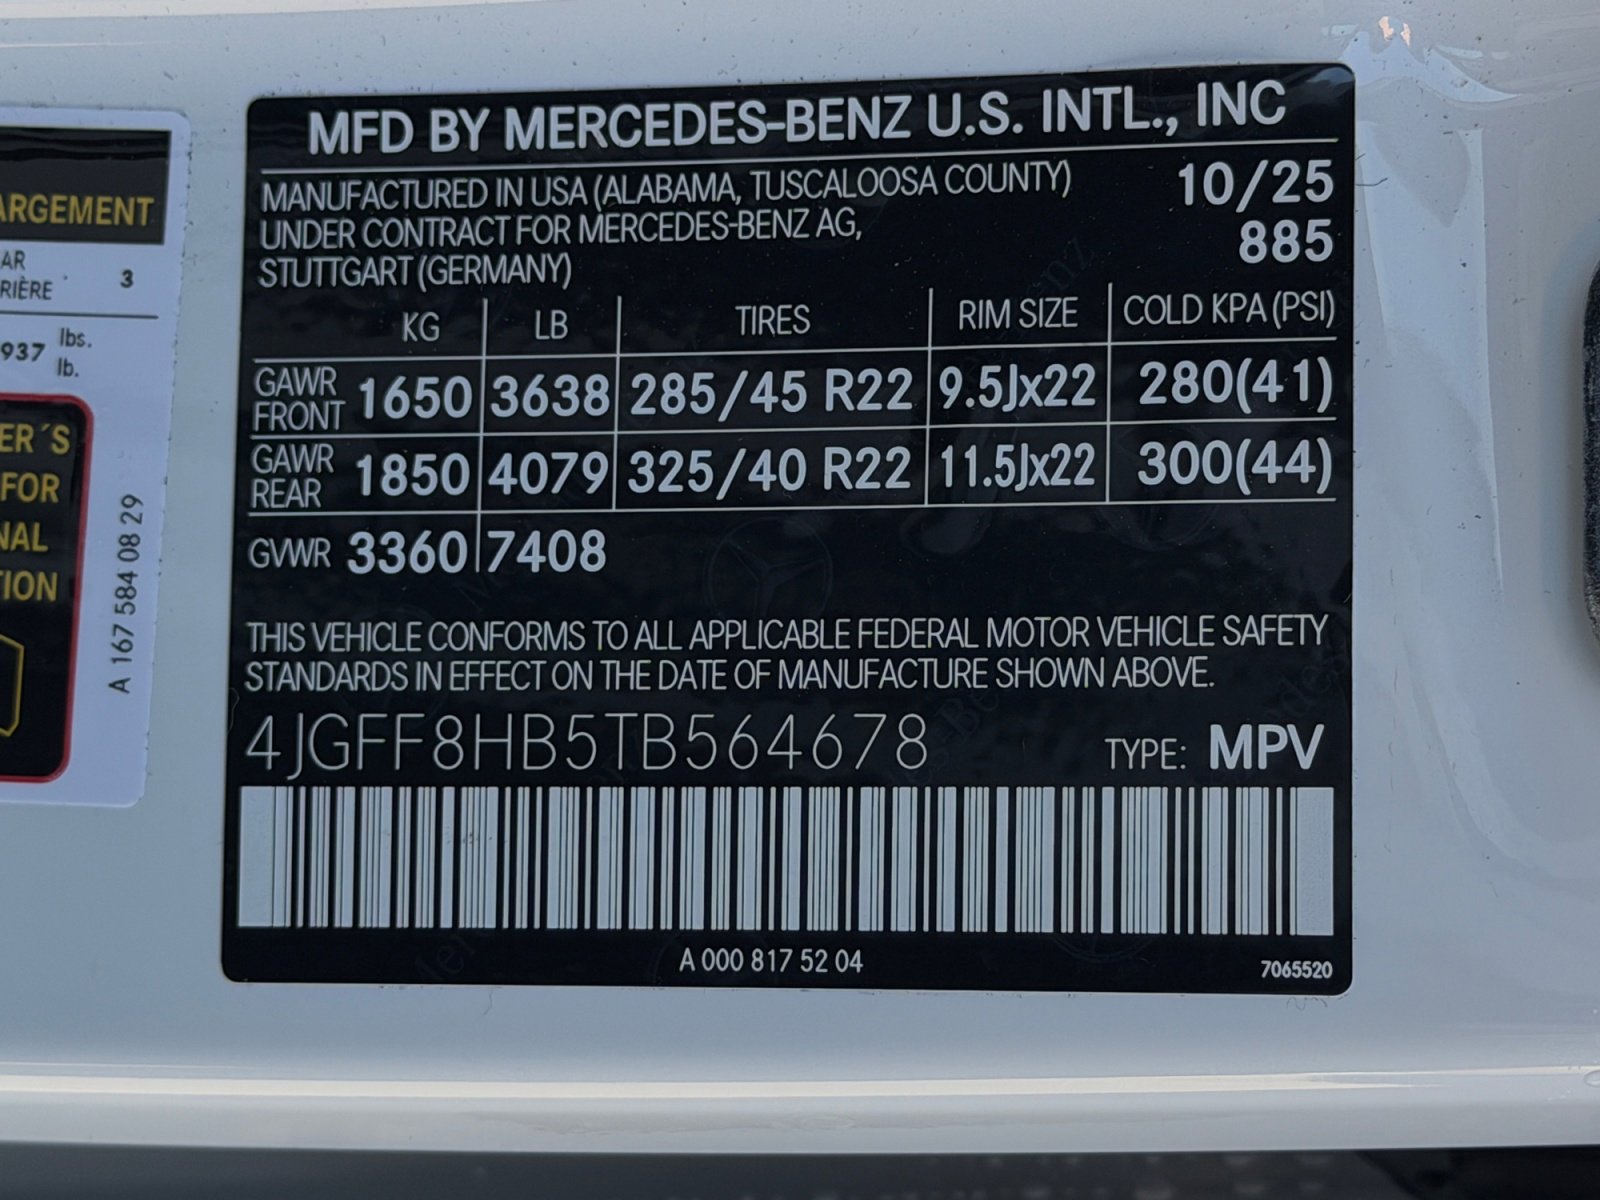 MFD BY MERCEDES-BENZ U.S. INTL., INC
MANUFACTURED IN USA (ALABAMA, TUSCALOOSA COUNTY) 10/25
UNDER CONTRACT FOR MERCEDES-BENZ AG, 885
STUTTGART (GERMANY)
KG LB TIRES RIM SIZE COLD KPA (PSI)
GAWR FRONT 1650 3638 285/45 R22 9.5Jx22 280(41)
GAWR REAR 1850 4079 325/40 R22 11.5Jx22 300(44)
GVWR 3360 7408
THIS VEHICLE CONFORMS TO ALL APPLICABLE FEDERAL MOTOR VEHICLE SAFETY
STANDARDS IN EFFECT ON THE DATE OF MANUFACTURE SHOWN ABOVE.
4JGFF8HB5TB564678 TYPE: MPV
A 000 817 52 04 7065520
ARGEMENT
AR
RIÈRE 3
937 lbs.
lb.
ER´S
FOR
NAL
TION
A 167 584 08 29